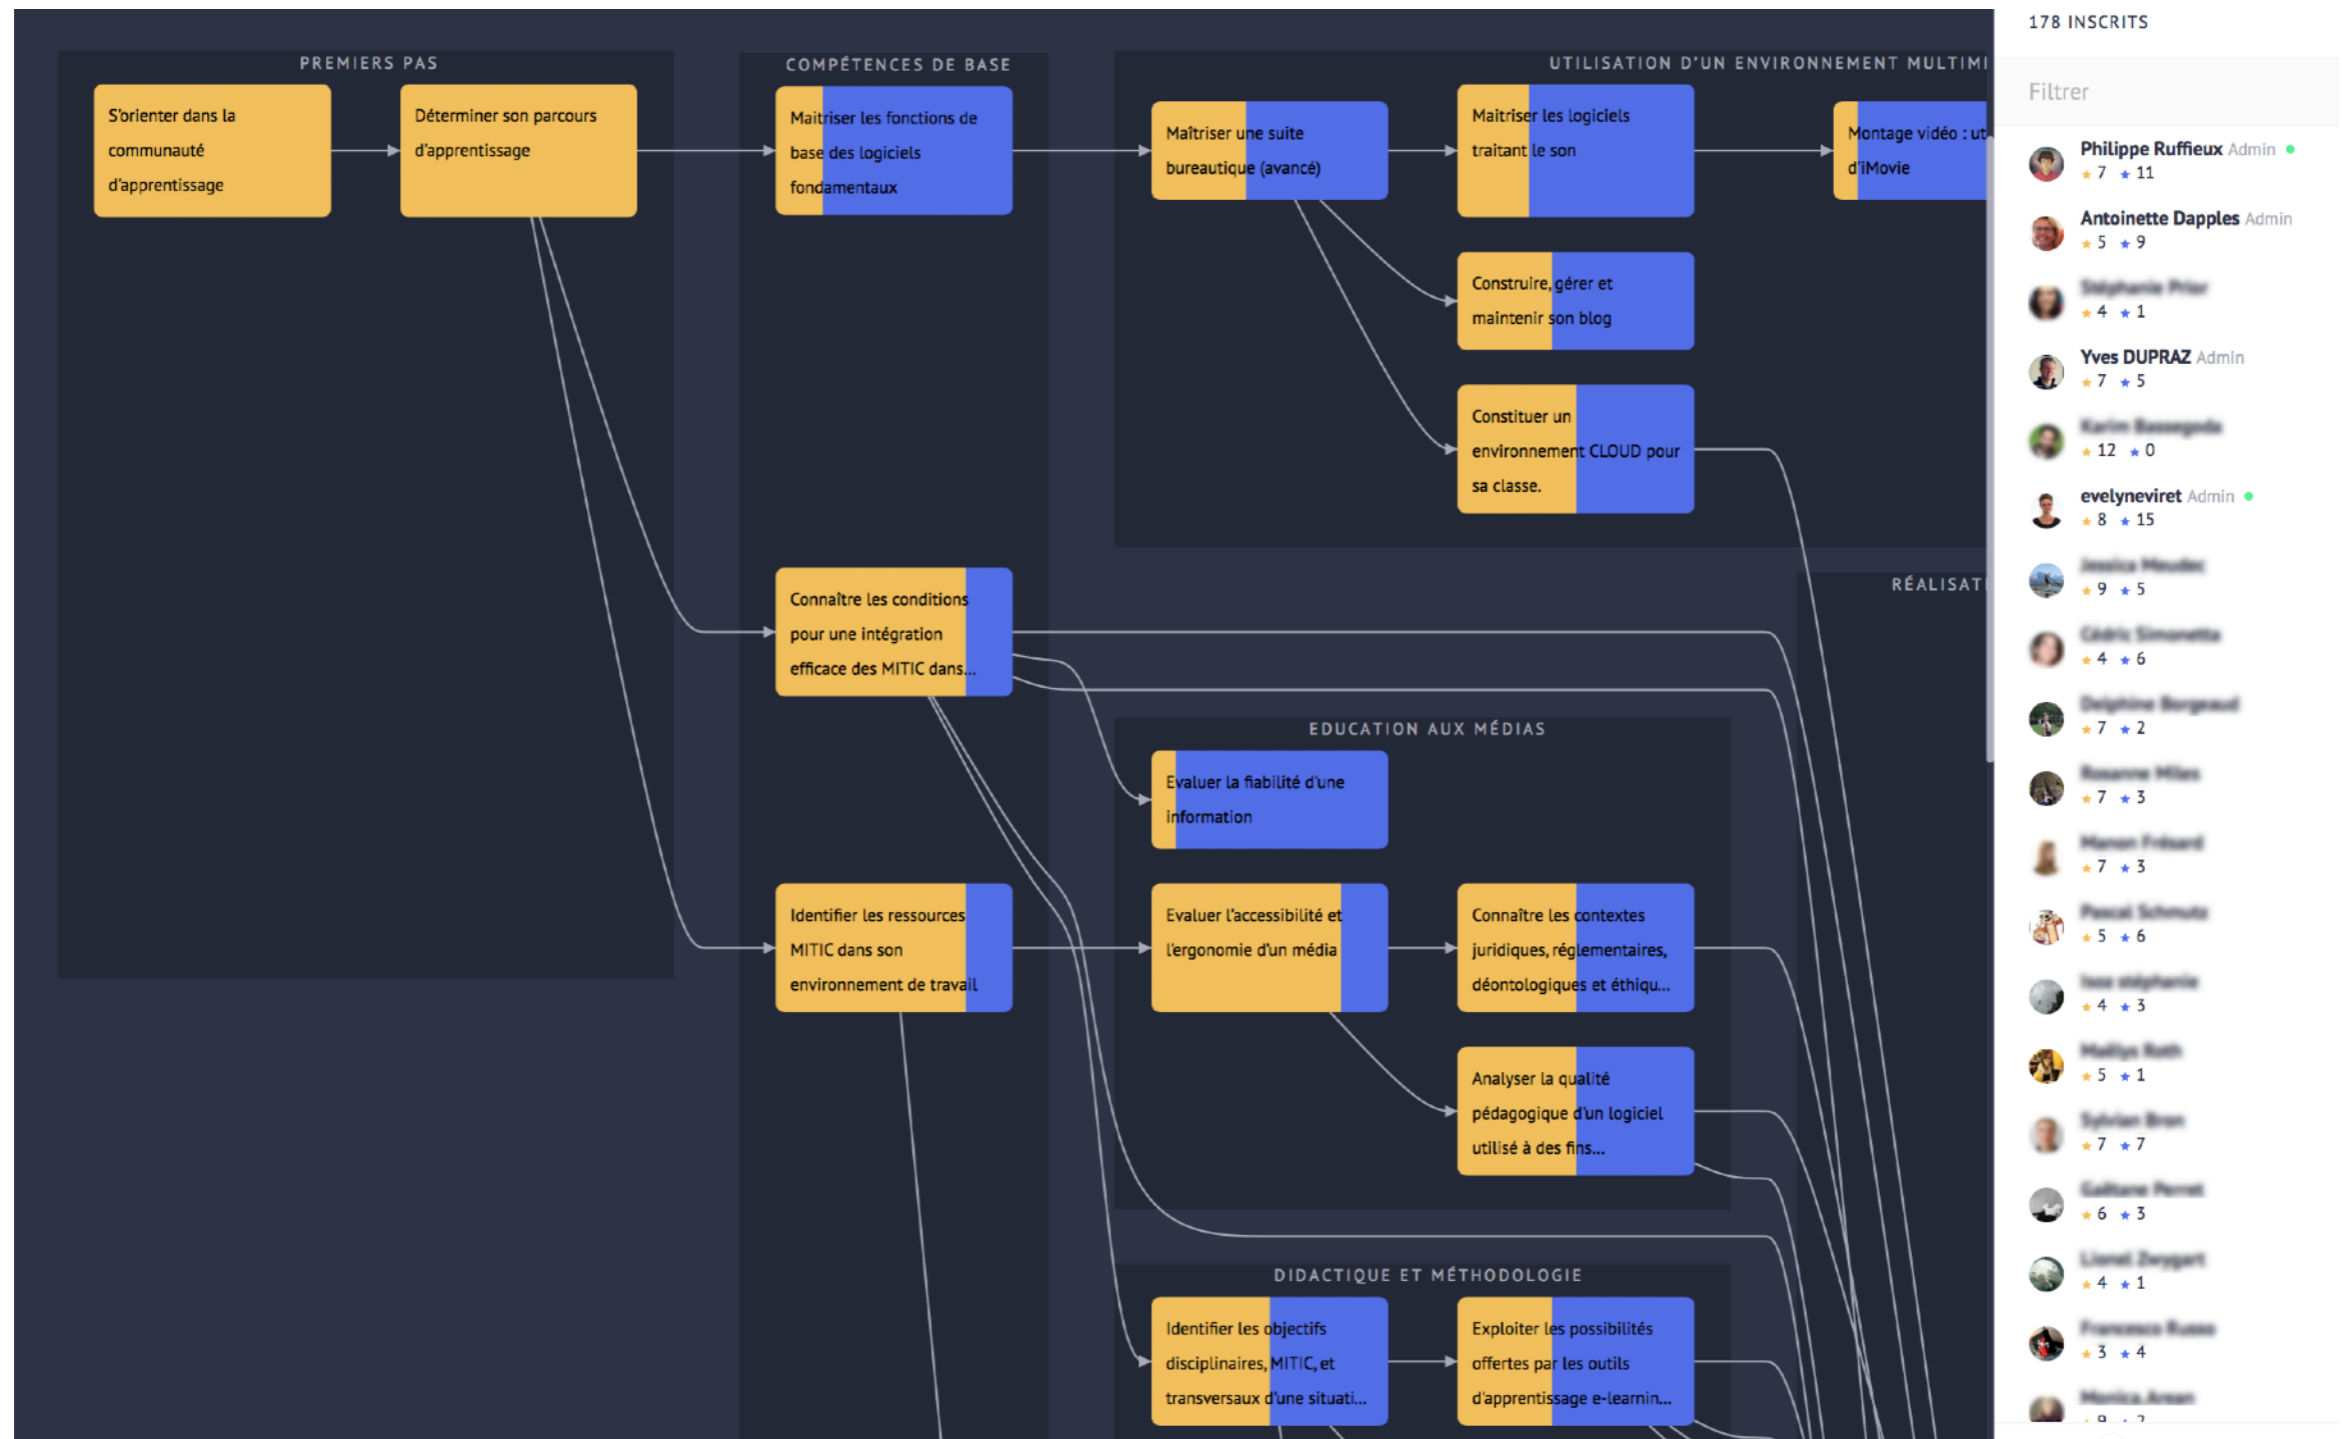 PREMIERS PAS
S'orienter dans la
communauté
d'apprentissage
Déterminer son parcours
d'apprentissage
COMPÉTENCES DE BASE
Maitriser les fonctions de
base des logiciels
fondamentaux
Connaître les conditions
pour une intégration
efficace des MITIC dans...
Identifier les ressources
MITIC dans son
environnement de travail
UTILISATION D'UN ENVIRONNEMENT MULTIMI
Maîtriser une suite
bureautique (avancé)
Maitriser les logiciels
traitant le son
Montage vidéo : ut
d'iMovie
Construire, gérer et
maintenir son blog
Constituer un
environnement CLOUD pour
sa classe.
RÉALISATI
EDUCATION AUX MÉDIAS
Evaluer la fiabilité d'une
information
Evaluer l'accessibilité et
l'ergonomie d'un média
Connaître les contextes
juridiques, réglementaires,
déontologiques et éthiqu...
Analyser la qualité
pédagogique d'un logiciel
utilisé à des fins...
DIDACTIQUE ET MÉTHODOLOGIE
Identifier les objectifs
disciplinaires, MITIC, et
transversaux d'une situati...
Exploiter les possibilités
offertes par les outils
d'apprentissage e-learnin...
178 INSCRITS
Filtrer
Philippe Ruffieux Admin
7 11
Antoinette Dapples Admin
5 9
4 1
Yves DUPRAZ Admin
7 5
12 0
evelyneviret Admin
8 15
9 5
4 6
7 2
7 3
7 3
5 6
4 3
5 1
7 7
6 3
4 1
3 4